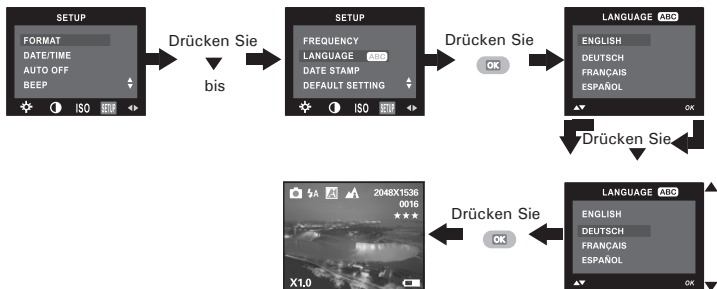 SETUP
FORMAT
DATE/TIME
AUTO OFF
BEEP
ISO SETUP
Drücken Sie
bis
SETUP
FREQUENCY
LANGUAGE ABC
DATE STAMP
DEFAULT SETTING
ISO SETUP
Drücken Sie
OK
LANGUAGE ABC
ENGLISH
DEUTSCH
FRANÇAIS
ESPAÑOL
OK
Drücken Sie
LANGUAGE ABC
ENGLISH
DEUTSCH
FRANÇAIS
ESPAÑOL
OK
Drücken Sie
OK
A 2048X1536
0016
X1.0